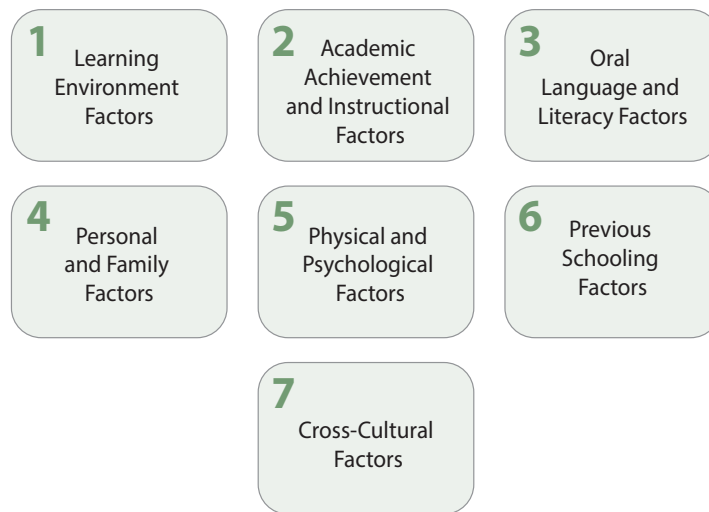 1
Learning
Environment
Factors
2
Academic
Achievement
and Instructional
Factors
3
Oral
Language and
Literacy Factors
4
Personal
and Family
Factors
5
Physical and
Psychological
Factors
6
Previous
Schooling
Factors
7
Cross-Cultural
Factors